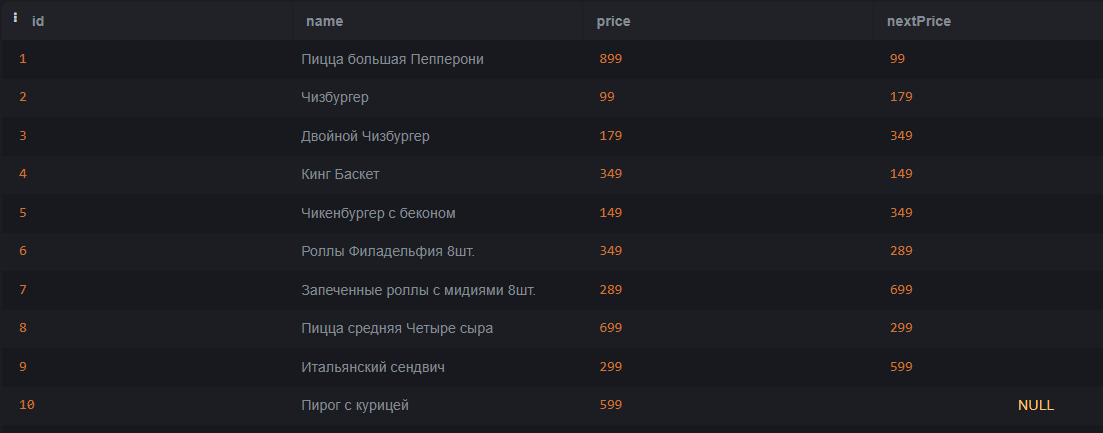 id name price nextPrice
1 Пицца большая Пепперони 899 99
2 Чизбургер 99 179
3 Двойной Чизбургер 179 349
4 Кинг Баскет 349 149
5 Чикенбургер с беконом 149 349
6 Роллы Филадельфия 8шт. 349 289
7 Запеченные роллы с мидиями 8шт. 289 699
8 Пицца средняя Четыре сыра 699 299
9 Итальянский сендвич 299 599
10 Пирог с курицей 599 NULL